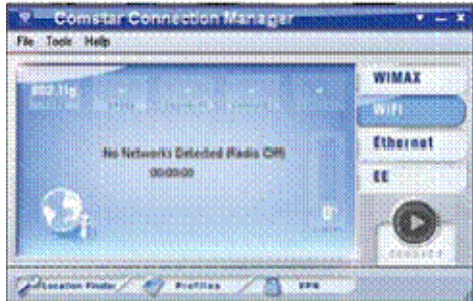 Comstar Connection Manager
File Tools Help
WiMAX
802.11g
WiFi
No Networks Detected (Radio Off)
Ethernet
00:00:00
EE
0°
Location Finder Profiles VPN